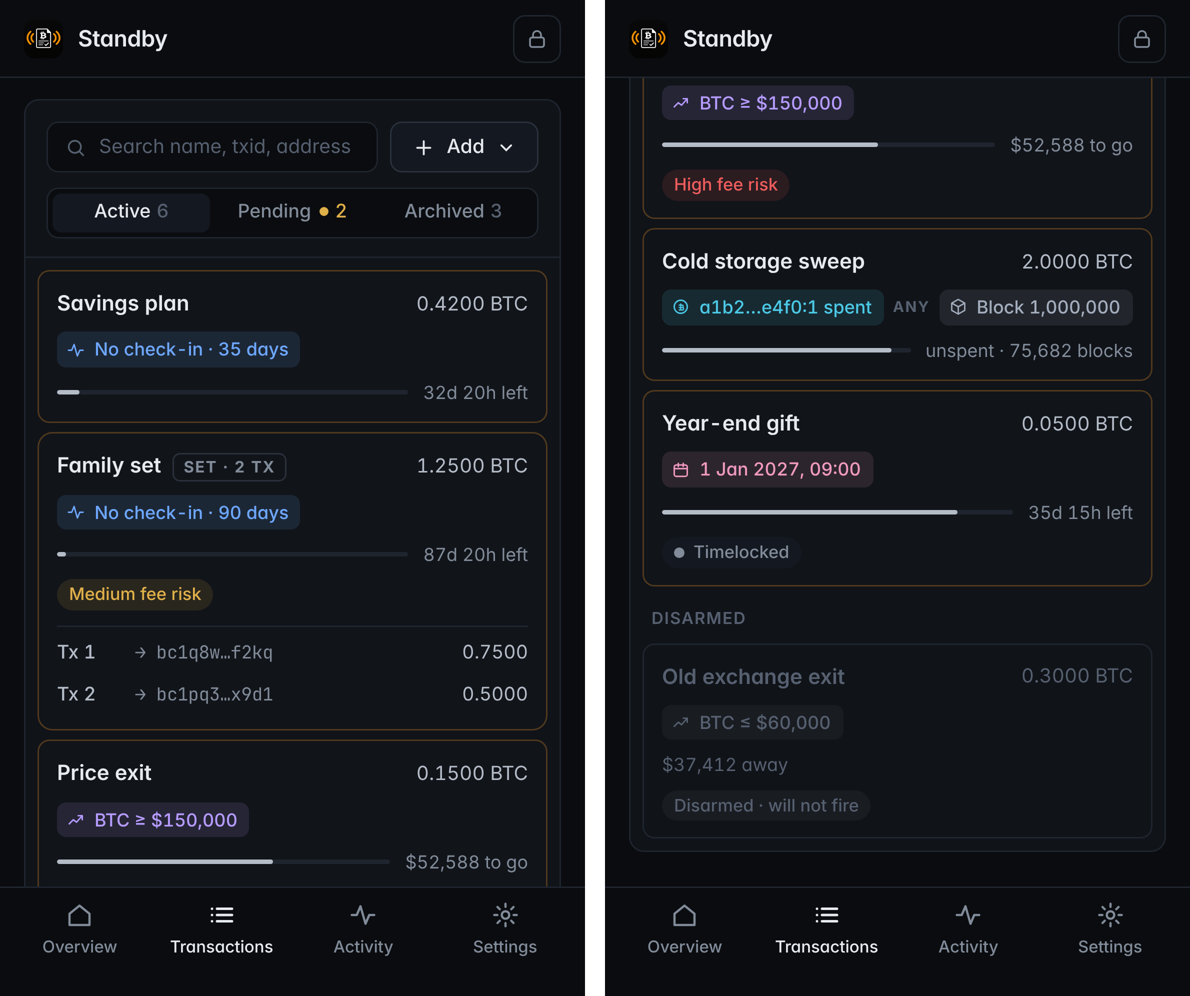 Standby
Search name, txid, address
Add
Active 6
Pending 2
Archived 3
Savings plan
0.4200 BTC
No check-in · 35 days
32d 20h left
Family set
SET · 2 TX
1.2500 BTC
No check-in · 90 days
87d 20h left
Medium fee risk
Tx 1 → bc1q8w…f2kq 0.7500
Tx 2 → bc1pq3…x9d1 0.5000
Price exit
0.1500 BTC
BTC ≥ $150,000
$52,588 to go
Overview
Transactions
Activity
Settings
Standby
BTC ≥ $150,000
$52,588 to go
High fee risk
Cold storage sweep
2.0000 BTC
a1b2…e4f0:1 spent
ANY
Block 1,000,000
unspent · 75,682 blocks
Year-end gift
0.0500 BTC
1 Jan 2027, 09:00
35d 15h left
Timelocked
DISARMED
Old exchange exit
0.3000 BTC
BTC ≤ $60,000
$37,412 away
Disarmed · will not fire
Overview
Transactions
Activity
Settings